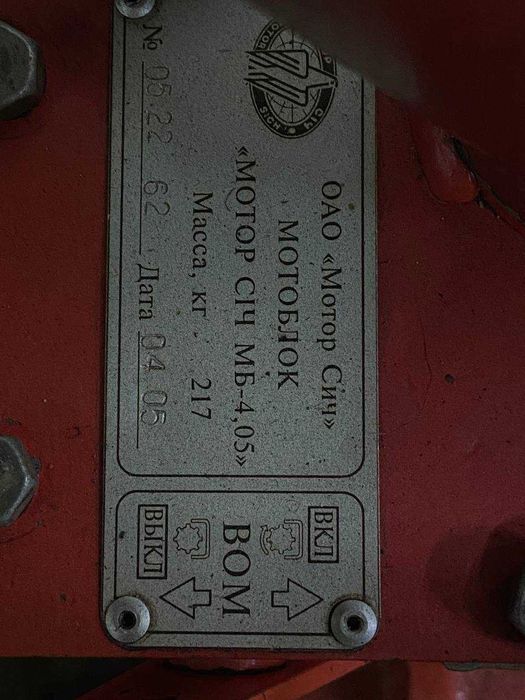 ОАО «Мотор Сич»
МОТОБЛОК
«МОТОР СІЧ МБ-4,05»
Масса, кг 217
№ 05.22 62 Дата 04.05
ВКЛ
ВОМ
ВЫКЛ